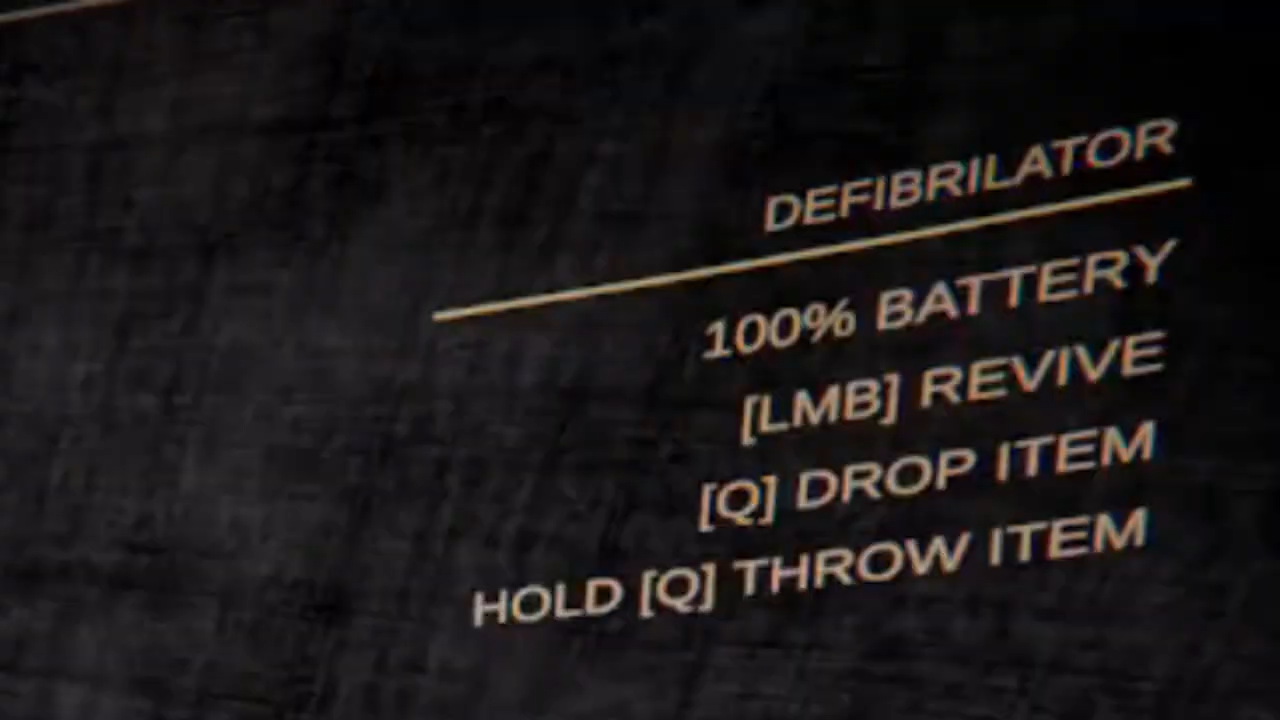 DEFIBRILATOR
100% BATTERY
[LMB] REVIVE
[Q] DROP ITEM
HOLD [Q] THROW ITEM